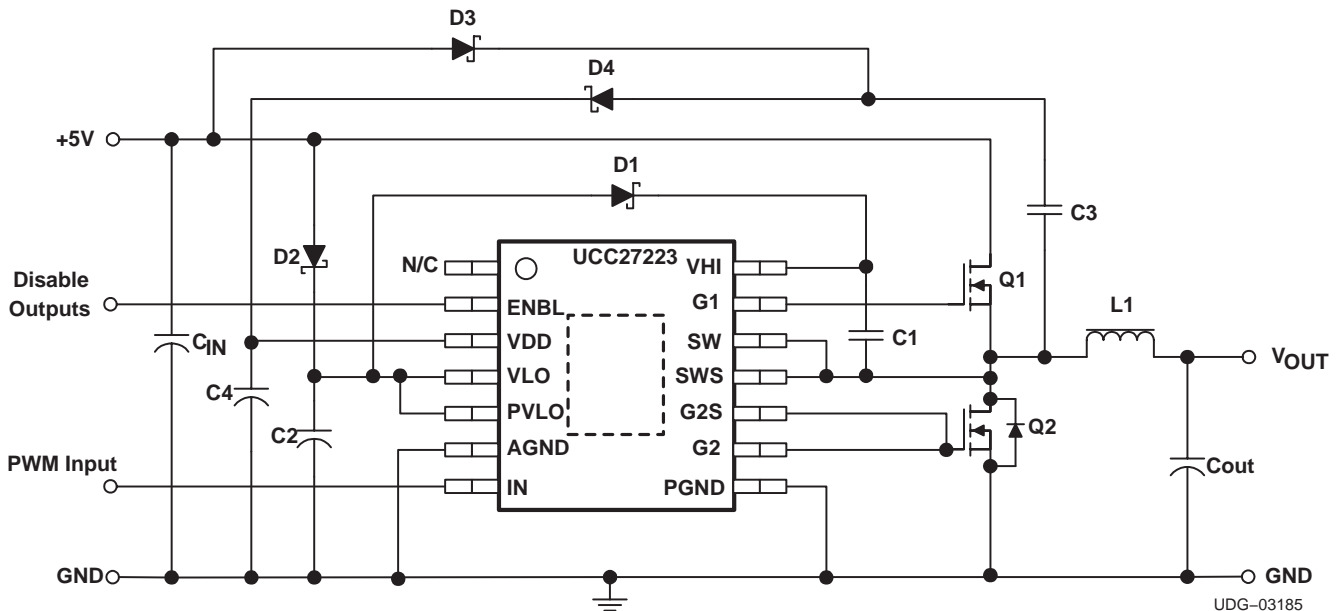 D3
D4
+5V
D1
C3
D2
UCC27223
N/C
VHI
Q1
Disable
Outputs
ENBL
G1
L1
CIN
VDD
SW
C1
VLO
SWS
VOUT
C4
C2
PVLO
G2S
Q2
PWM Input
AGND
G2
Cout
IN
PGND
GND
GND
UDG–03185